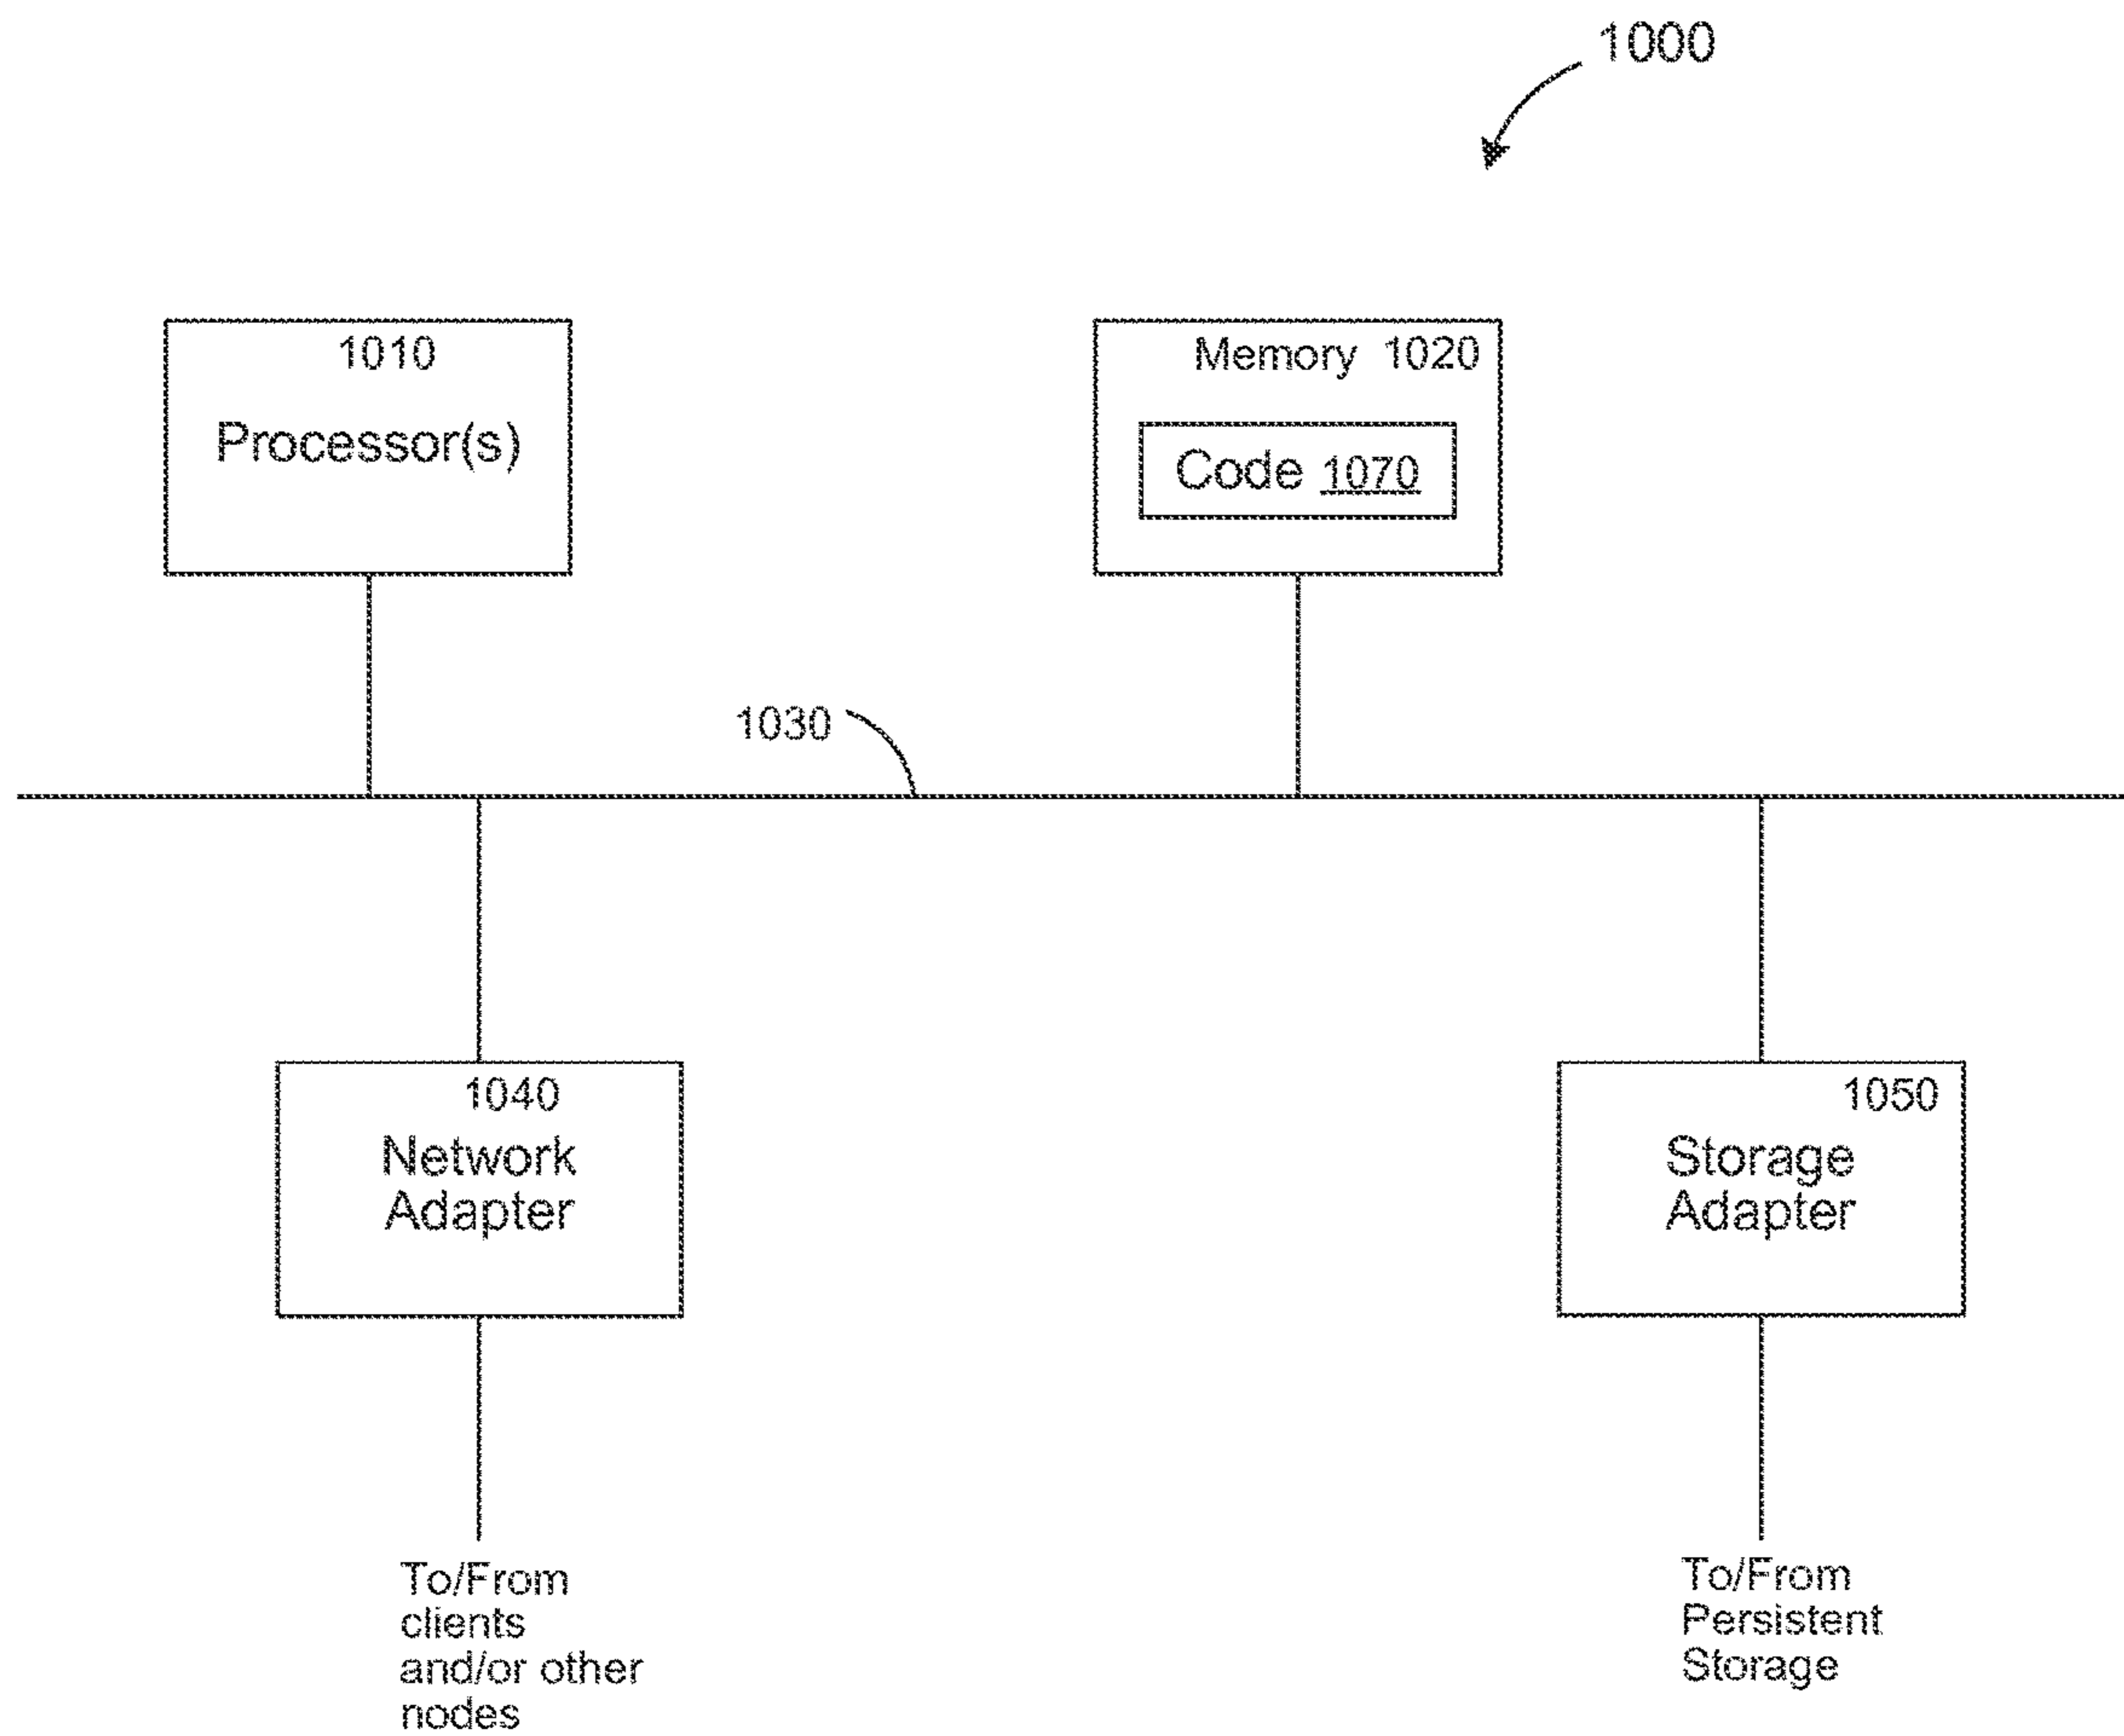 1000
1010
Processor(s)
Memory 1020
Code 1070
1030
1040
Network
Adapter
1050
Storage
Adapter
To/From
clients
and/or other
nodes
To/From
Persistent
Storage